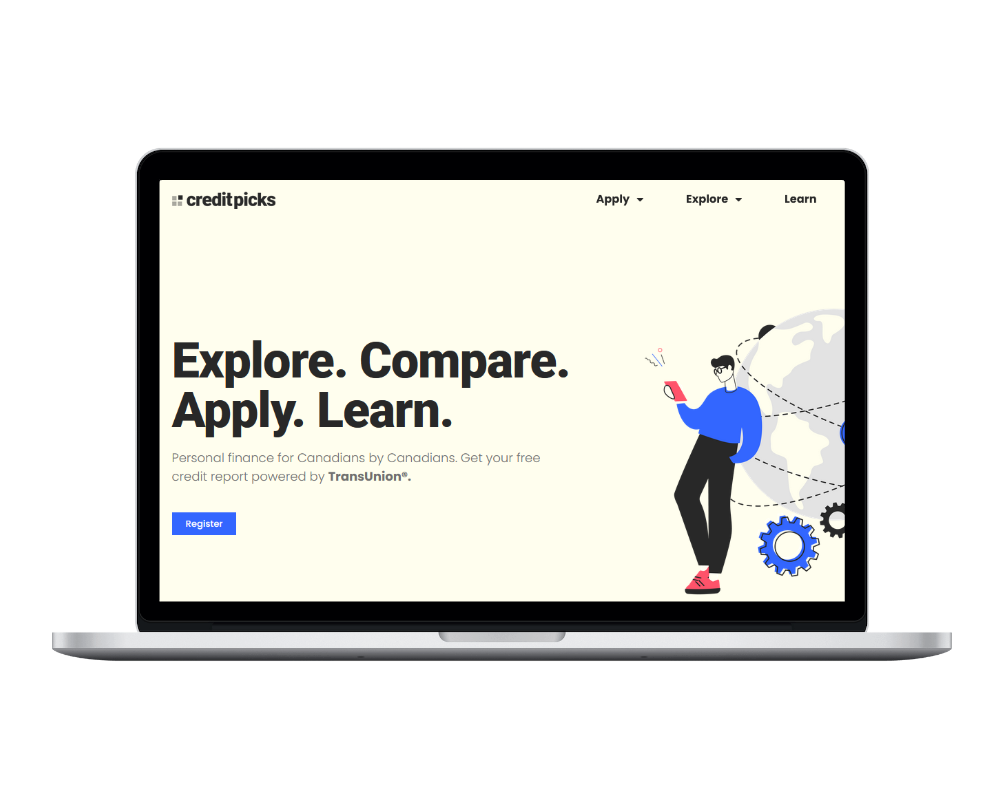 creditpicks
Apply
Explore
Learn
Explore. Compare.
Apply. Learn.
Personal finance for Canadians by Canadians. Get your free
credit report powered by TransUnion®.
Register